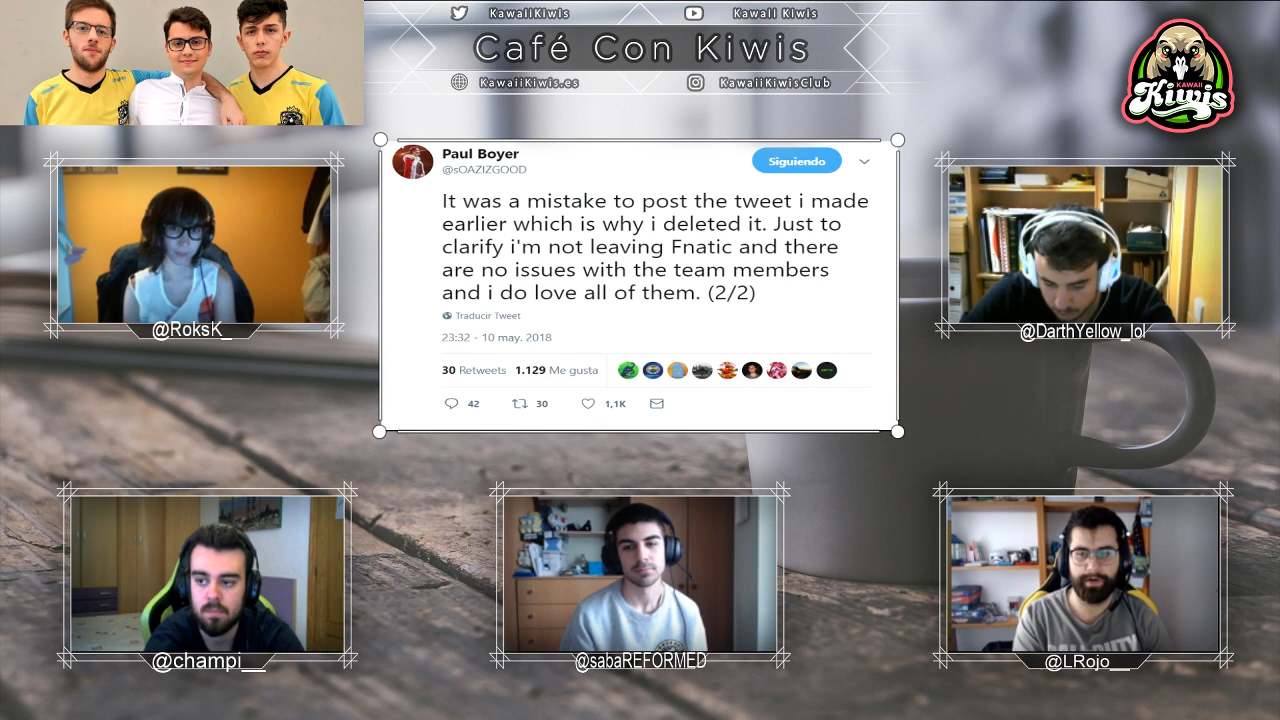 KawaiiKiwis
Kawaii Kiwis
Café Con Kiwis
KawaiiKiwis.es
KawaiiKiwisClub
KAWAII
Kiwis
Paul Boyer
@sOAZIZGOOD
Siguiendo
It was a mistake to post the tweet i made
earlier which is why i deleted it. Just to
clarify i'm not leaving Fnatic and there
are no issues with the team members
and i do love all of them. (2/2)
Traducir Tweet
23:32 - 10 may. 2018
30 Retweets 1.129 Me gusta
42 30 1,1K
@RoksK_
@DarthYellow_lol
@champi__
@sabaREFORMED
@LRojo__